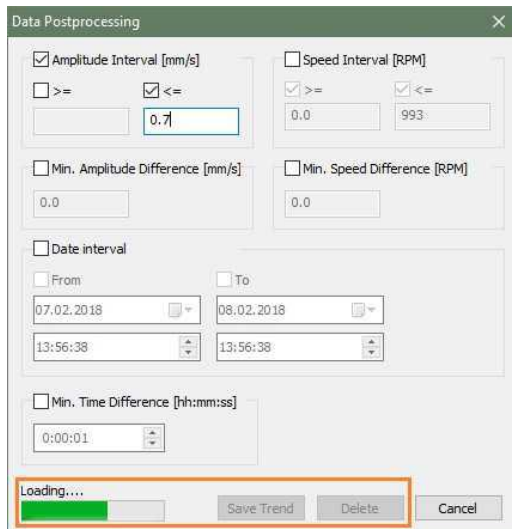 Data Postprocessing
Amplitude Interval [mm/s]
Speed Interval [RPM]
>=
<=
>=
<=
0.7
0.0
993
Min. Amplitude Difference [mm/s]
Min. Speed Difference [RPM]
0.0
0.0
Date interval
From
To
07.02.2018
08.02.2018
13:56:38
13:56:38
Min. Time Difference [hh:mm:ss]
0:00:01
Loading....
Save Trend
Delete
Cancel